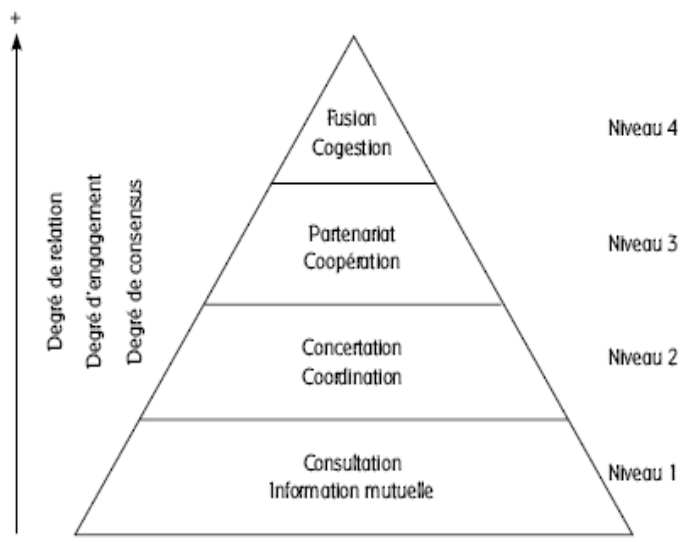 +
Fusion
Cogestion
Niveau 4
Partenariat
Coopération
Niveau 3
Concertation
Coordination
Niveau 2
Consultation
Information mutuelle
Niveau 1
Degré de relation
Degré d'engagement
Degré de consensus